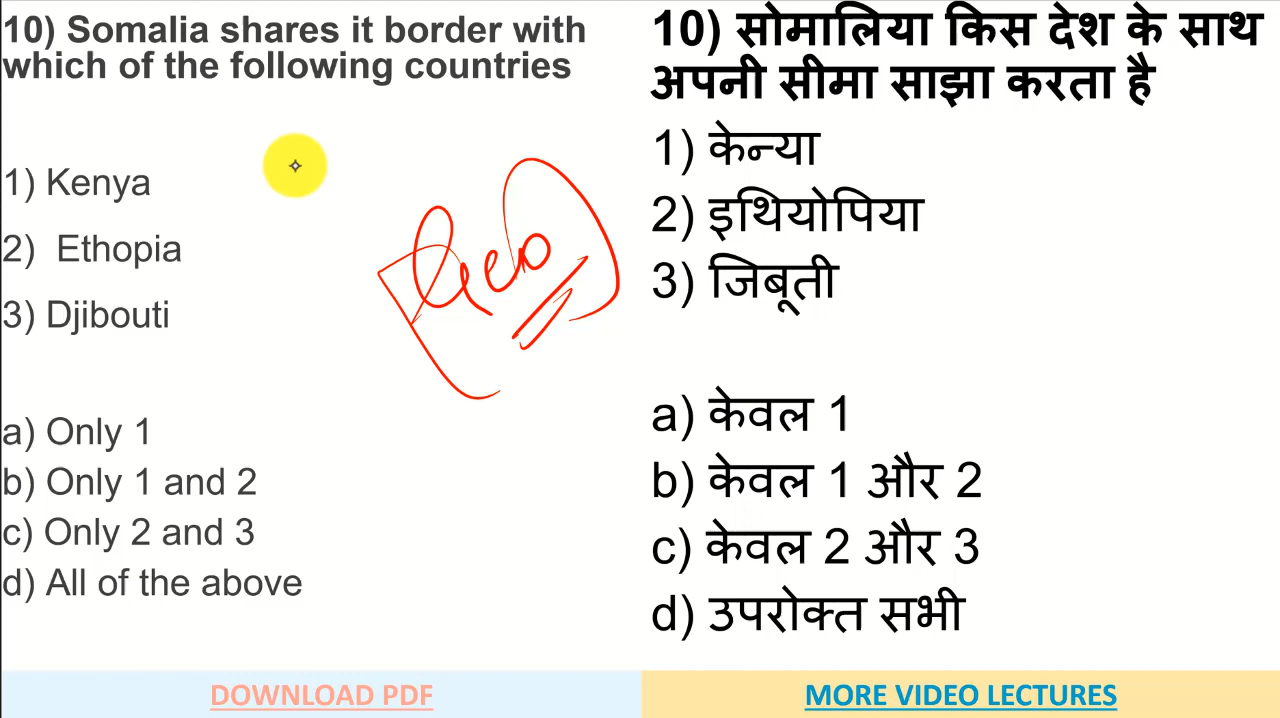 10) Somalia shares it border with
which of the following countries
1) Kenya
2) Ethopia
3) Djibouti
a) Only 1
b) Only 1 and 2
c) Only 2 and 3
d) All of the above
Geo
10) सोमालिया किस देश के साथ
अपनी सीमा साझा करता है
1) केन्या
2) इथियोपिया
3) जिबूती
a) केवल 1
b) केवल 1 और 2
c) केवल 2 और 3
d) उपरोक्त सभी
DOWNLOAD PDF
MORE VIDEO LECTURES